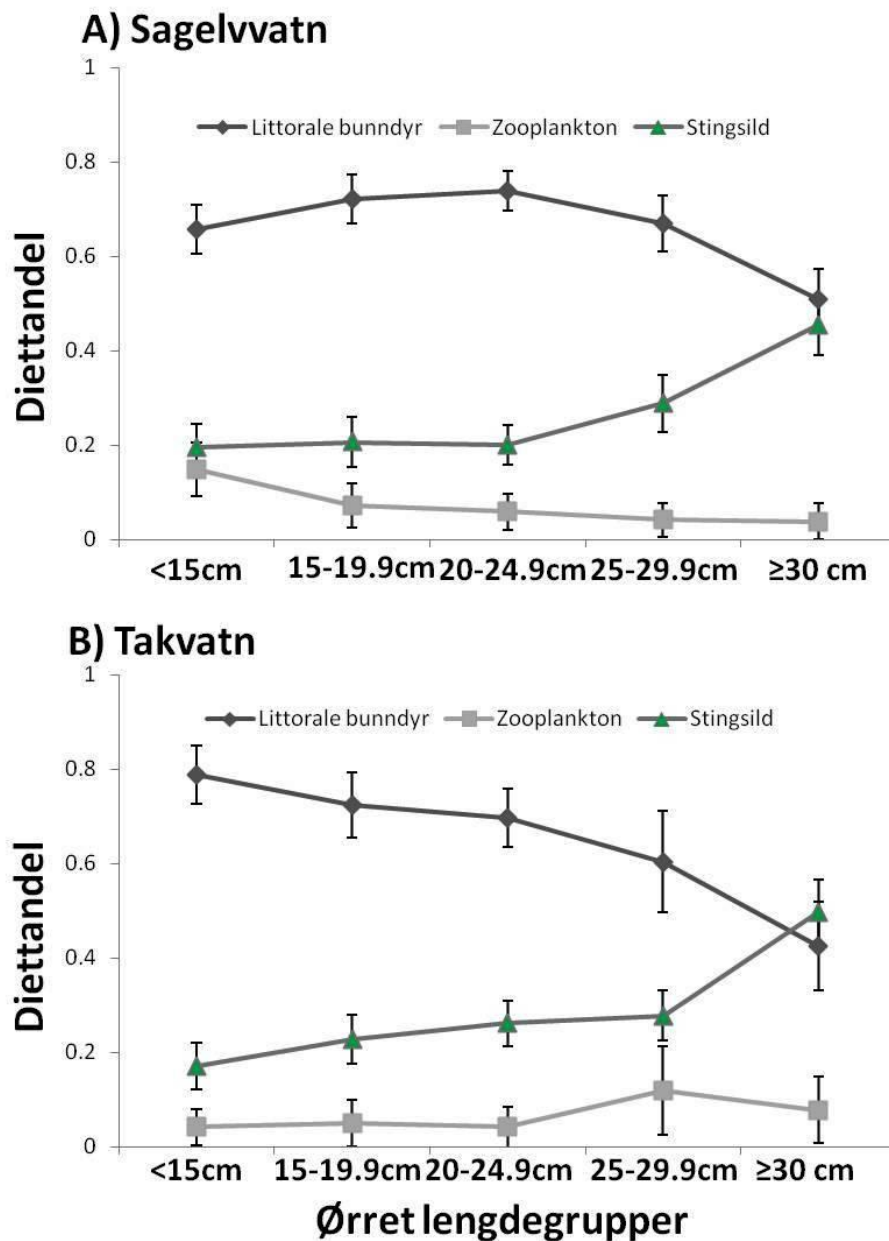 A) Sagelvvatn
1
Littorale bunndyr Zooplankton Stingsild
0.8
0.6
Diettandel
0.4
0.2
0
<15cm 15-19.9cm 20-24.9cm 25-29.9cm ≥30 cm
B) Takvatn
1
Littorale bunndyr Zooplankton Stingsild
0.8
0.6
Diettandel
0.4
0.2
0
<15cm 15-19.9cm 20-24.9cm 25-29.9cm ≥30 cm
Ørret lengdegrupper